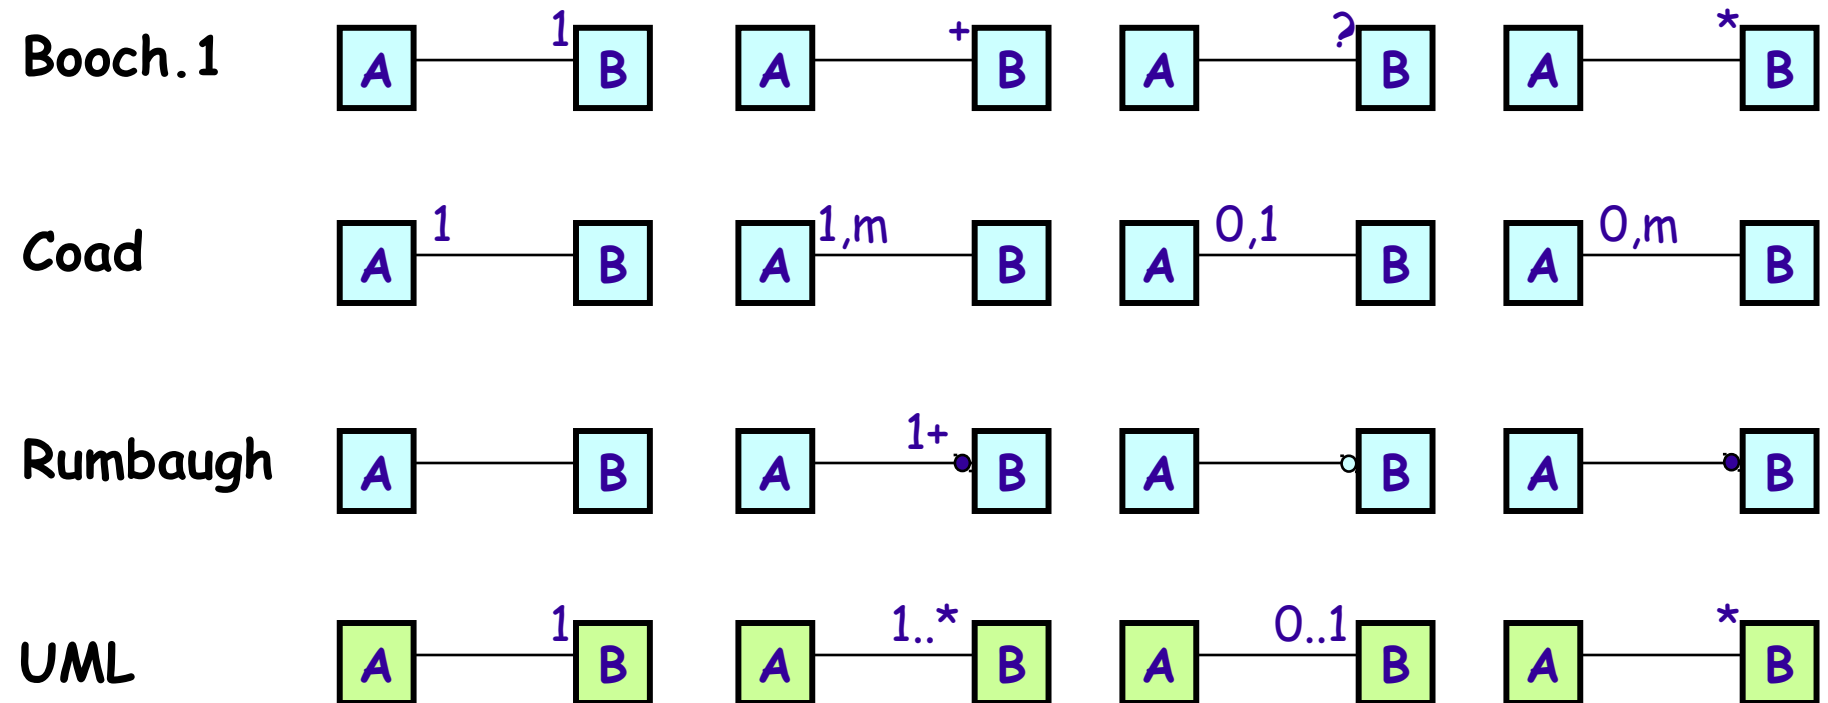 Booch.1 A 1 B A + B A ? B A * B
Coad A 1 B A 1,m B A 0,1 B A 0,m B
Rumbaugh A B A 1+ B A B A B
UML A 1 B A 1..* B A 0..1 B A * B